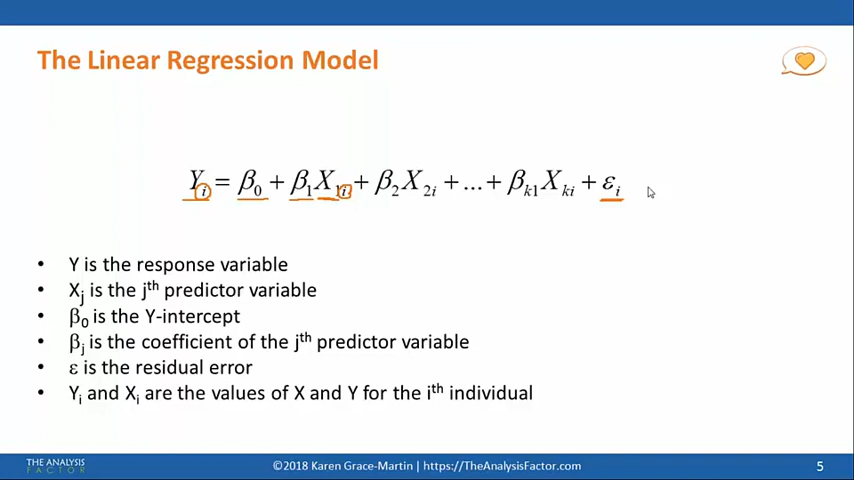 The Linear Regression Model
Yᵢ = β₀ + β₁X₁ᵢ + β₂X₂ᵢ + ... + βₖ₁Xₖᵢ + εᵢ
• Y is the response variable
• Xⱼ is the jᵗʰ predictor variable
• β₀ is the Y-intercept
• βⱼ is the coefficient of the jᵗʰ predictor variable
• ε is the residual error
• Yᵢ and Xᵢ are the values of X and Y for the iᵗʰ individual
THE ANALYSIS
FACTOR
©2018 Karen Grace-Martin | https://TheAnalysisFactor.com
5